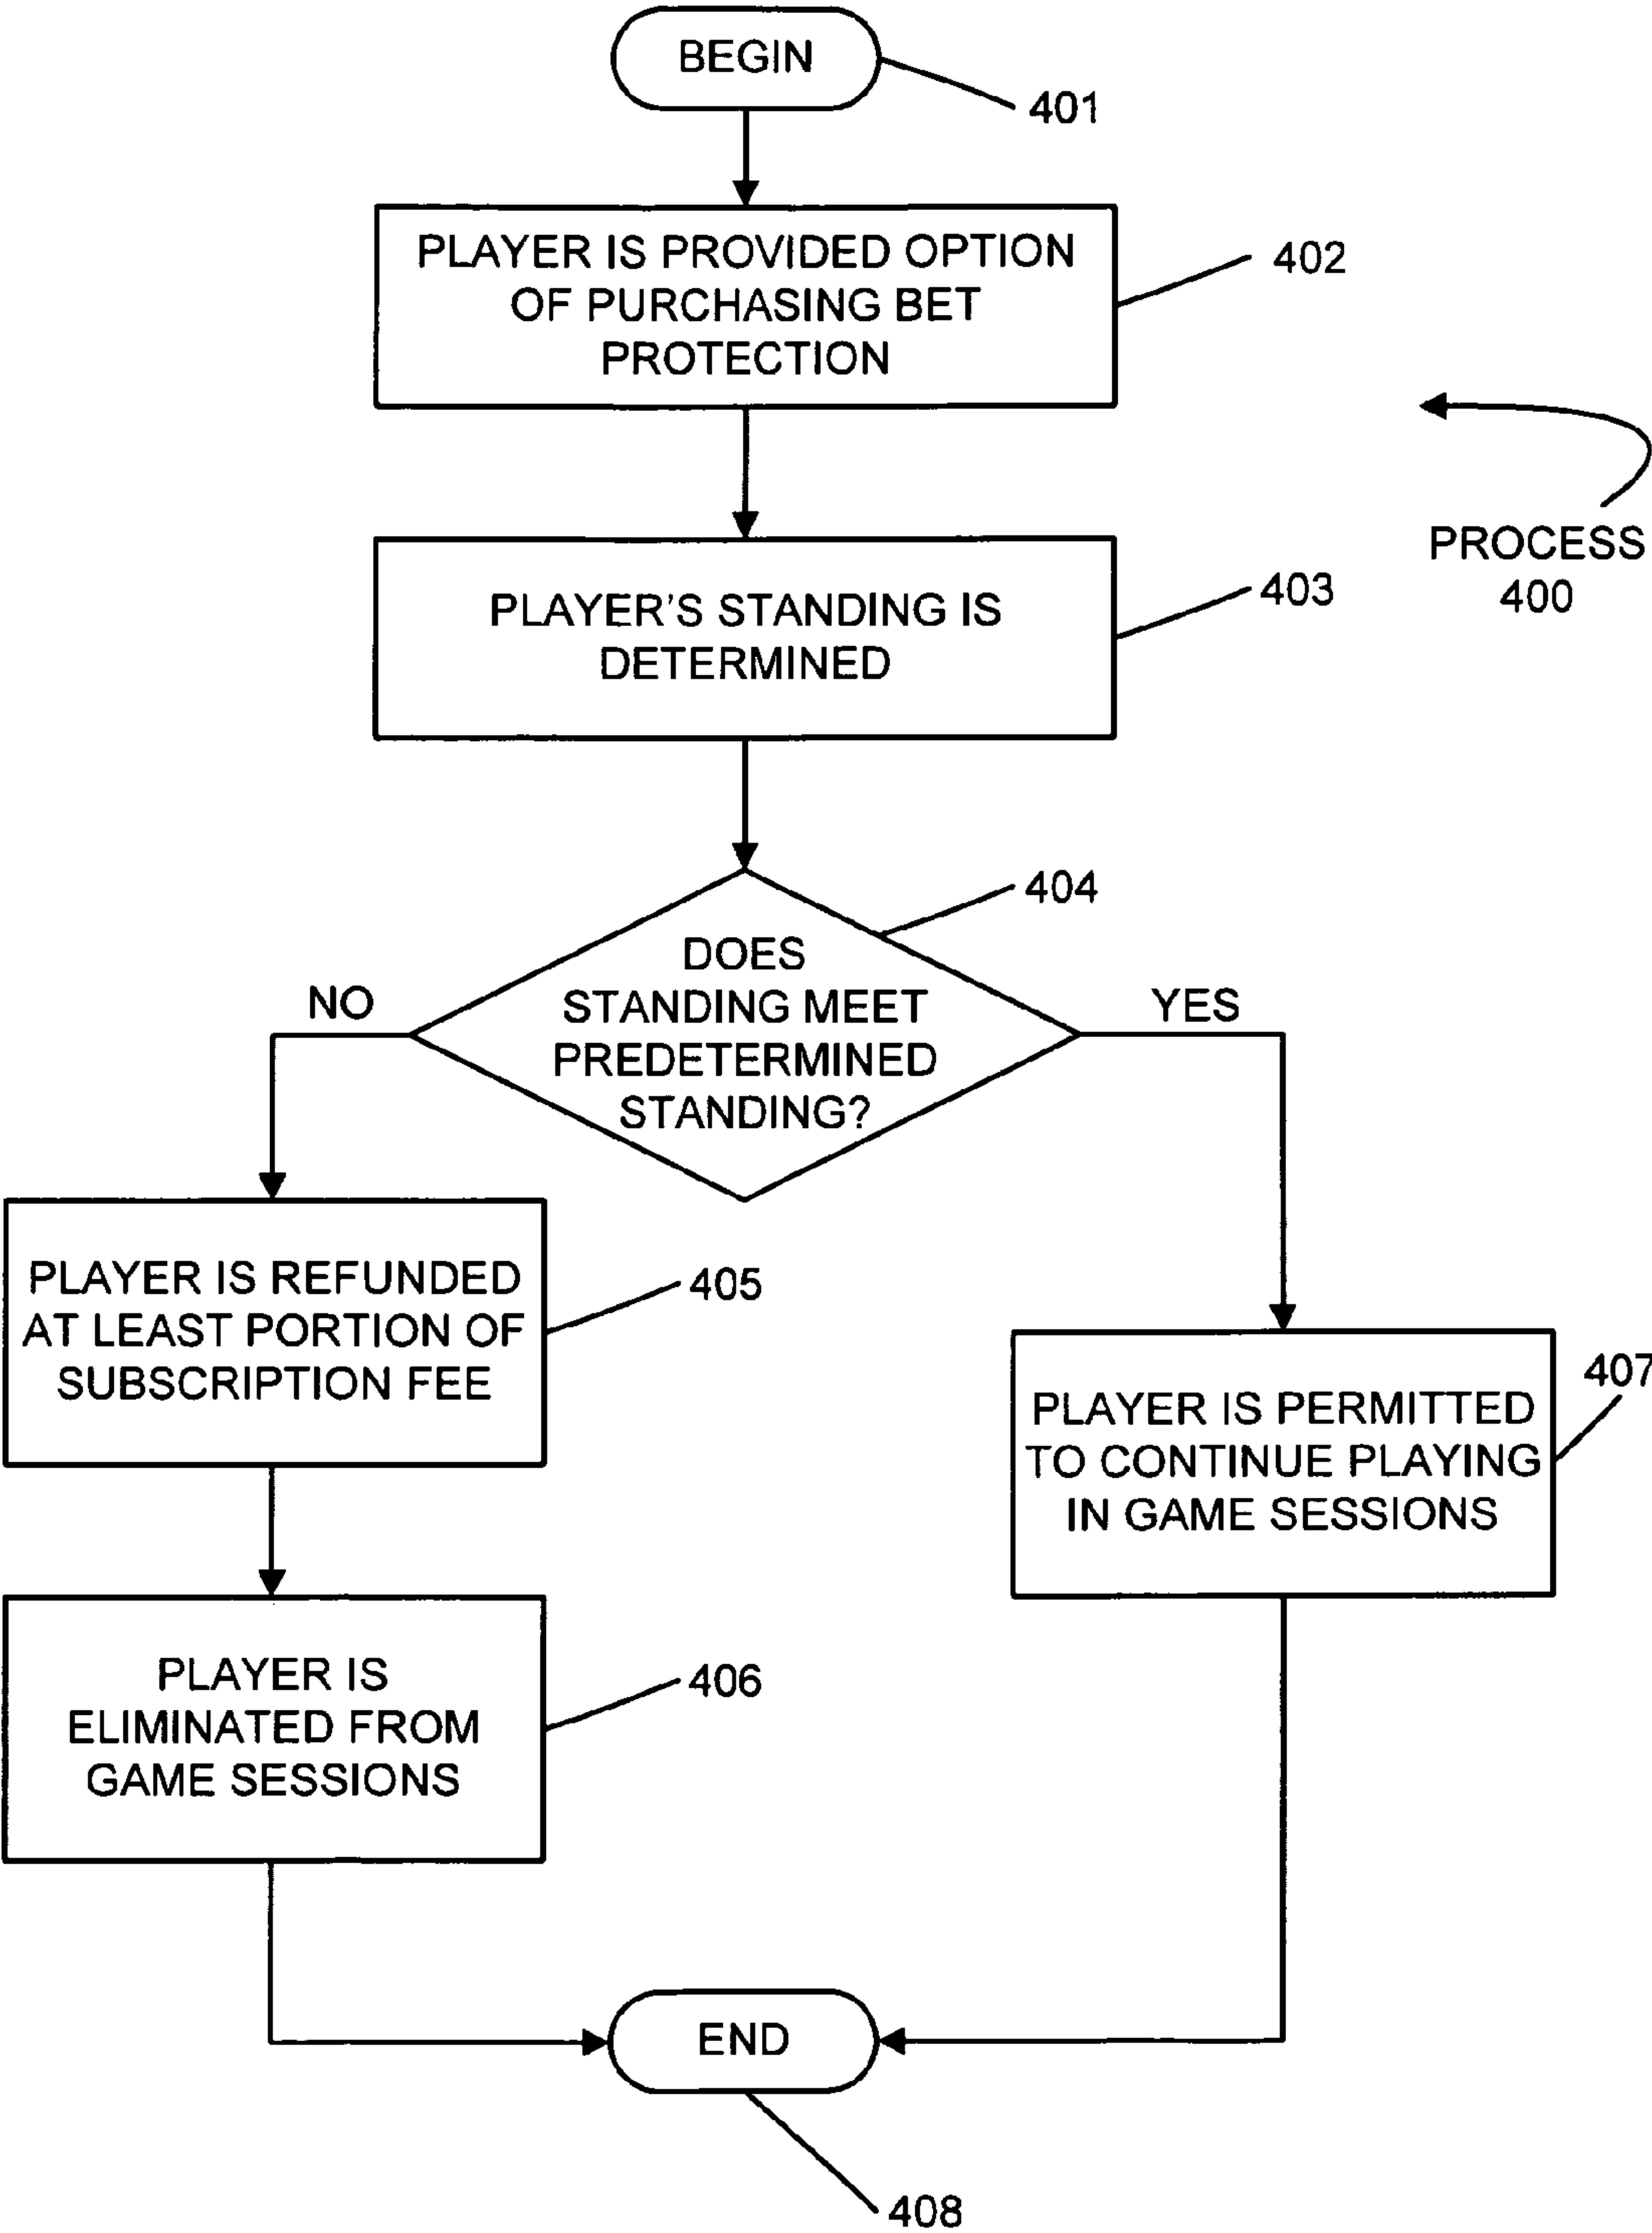 BEGIN
401
PLAYER IS PROVIDED OPTION
OF PURCHASING BET
PROTECTION
402
PROCESS
400
PLAYER'S STANDING IS
DETERMINED
403
404
DOES
STANDING MEET
PREDETERMINED
STANDING?
NO
YES
PLAYER IS REFUNDED
AT LEAST PORTION OF
SUBSCRIPTION FEE
405
PLAYER IS PERMITTED
TO CONTINUE PLAYING
IN GAME SESSIONS
407
PLAYER IS
ELIMINATED FROM
GAME SESSIONS
406
END
408